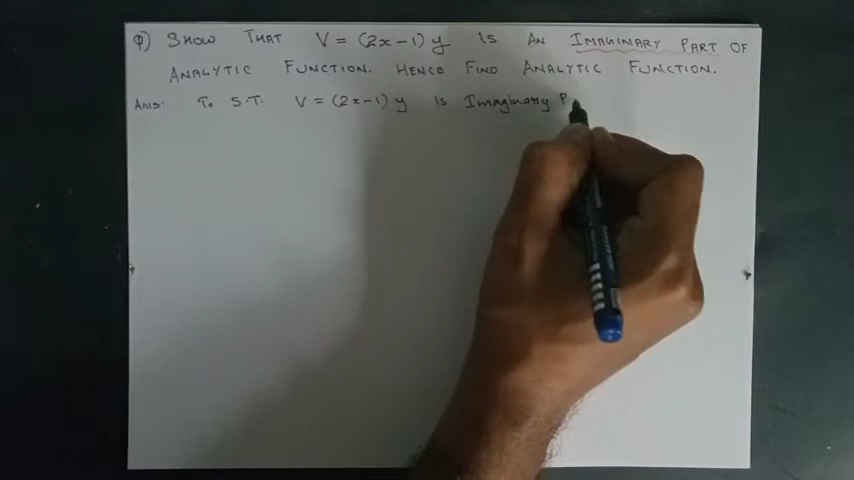 Q) SHOW THAT V = (2x-1) y IS AN IMAGINARY PART OF
ANALYTIC FUNCTION. HENCE FIND ANALYTIC FUNCTION.
Ans: To S.T. V = (2x-1) y Is Imaginary P